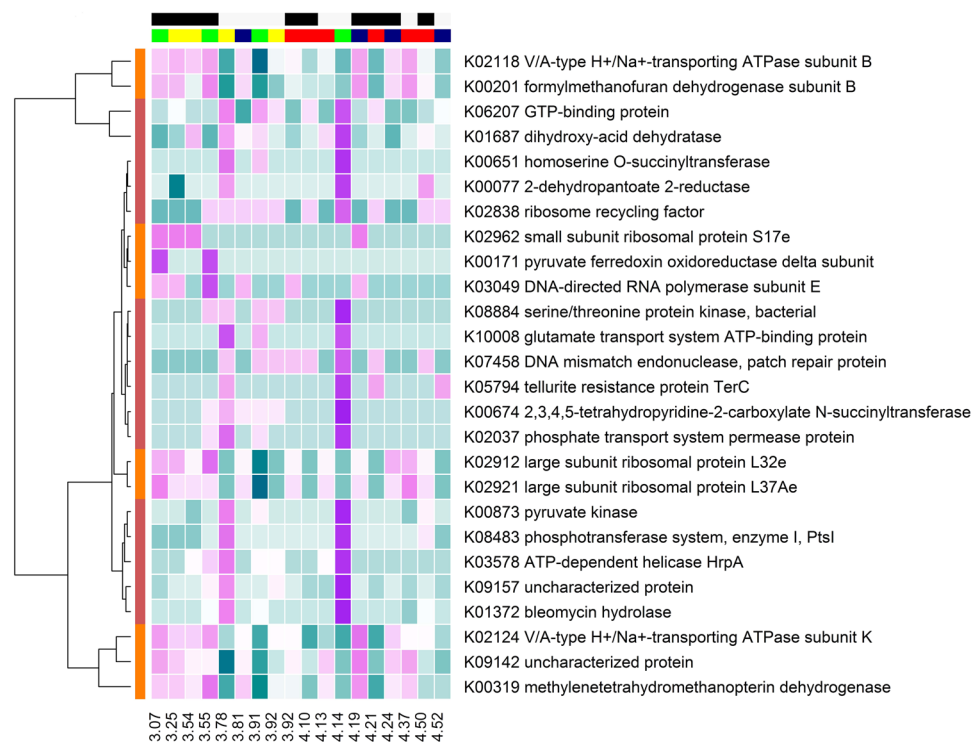 K02118 V/A-type H+/Na+-transporting ATPase subunit B
K00201 formylmethanofuran dehydrogenase subunit B
K06207 GTP-binding protein
K01687 dihydroxy-acid dehydratase
K00651 homoserine O-succinyltransferase
K00077 2-dehydropantoate 2-reductase
K02838 ribosome recycling factor
K02962 small subunit ribosomal protein S17e
K00171 pyruvate ferredoxin oxidoreductase delta subunit
K03049 DNA-directed RNA polymerase subunit E
K08884 serine/threonine protein kinase, bacterial
K10008 glutamate transport system ATP-binding protein
K07458 DNA mismatch endonuclease, patch repair protein
K05794 tellurite resistance protein TerC
K00674 2,3,4,5-tetrahydropyridine-2-carboxylate N-succinyltransferase
K02037 phosphate transport system permease protein
K02912 large subunit ribosomal protein L32e
K02921 large subunit ribosomal protein L37Ae
K00873 pyruvate kinase
K08483 phosphotransferase system, enzyme I, PtsI
K03578 ATP-dependent helicase HrpA
K09157 uncharacterized protein
K01372 bleomycin hydrolase
K02124 V/A-type H+/Na+-transporting ATPase subunit K
K09142 uncharacterized protein
K00319 methylenetetrahydromethanopterin dehydrogenase
3.07
3.25
3.54
3.55
3.78
3.81
3.91
3.92
3.92
4.10
4.13
4.14
4.19
4.21
4.24
4.37
4.50
4.52